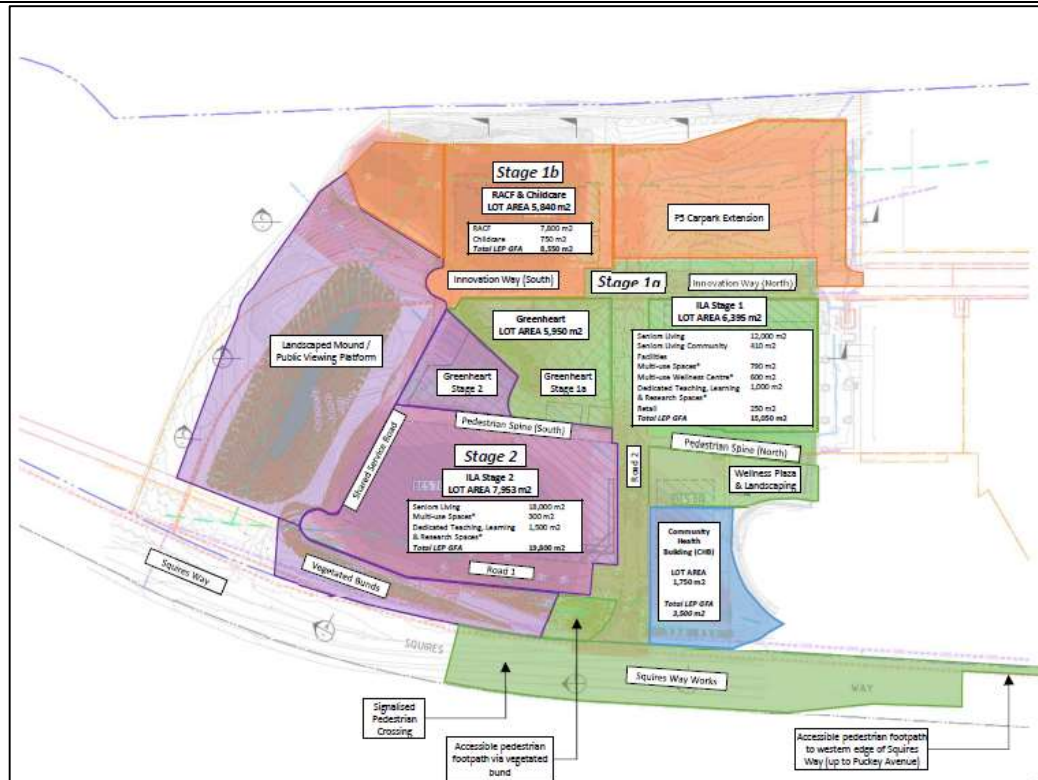 Stage 1b
RACF & Childcare
LOT AREA 5,840 m2
RACF 7,800 m2
Childcare 750 m2
Total LEP GFA 8,550 m2
P5 Carpark Extension
Innovation Way (South)
Stage 1a
Innovation Way (North)
Greenheart
LOT AREA 5,950 m2
ILA Stage 1
LOT AREA 6,395 m2
Seniors Living 12,000 m2
Seniors Living Community 410 m2
Facilities
Multi-use Spaces* 790 m2
Multi-use Wellness Centre* 600 m2
Dedicated Teaching, Learning 1,000 m2
& Research Spaces*
Retail 250 m2
Total LEP GFA 15,050 m2
Landscaped Mound /
Public Viewing Platform
Greenheart
Stage 2
Greenheart
Stage 1a
Pedestrian Spine (South)
Pedestrian Spine (North)
Shared Service Road
Road 2
Wellness Plaza
& Landscaping
Stage 2
ILA Stage 2
LOT AREA 7,953 m2
Seniors Living 18,000 m2
Multi-use Spaces* 300 m2
Dedicated Teaching, Learning 1,500 m2
& Research Spaces*
Total LEP GFA 19,800 m2
Community
Health
Building (CHB)
LOT AREA
1,750 m2
Total LEP GFA
3,500 m2
Road 1
Vegetated Bunds
Squires Way
SQUIRES
Squires Way Works
WAY
Signalised
Pedestrian
Crossing
Accessible pedestrian
footpath via vegetated
bund
Accessible pedestrian footpath
to western edge of Squires
Way (up to Puckey Avenue)